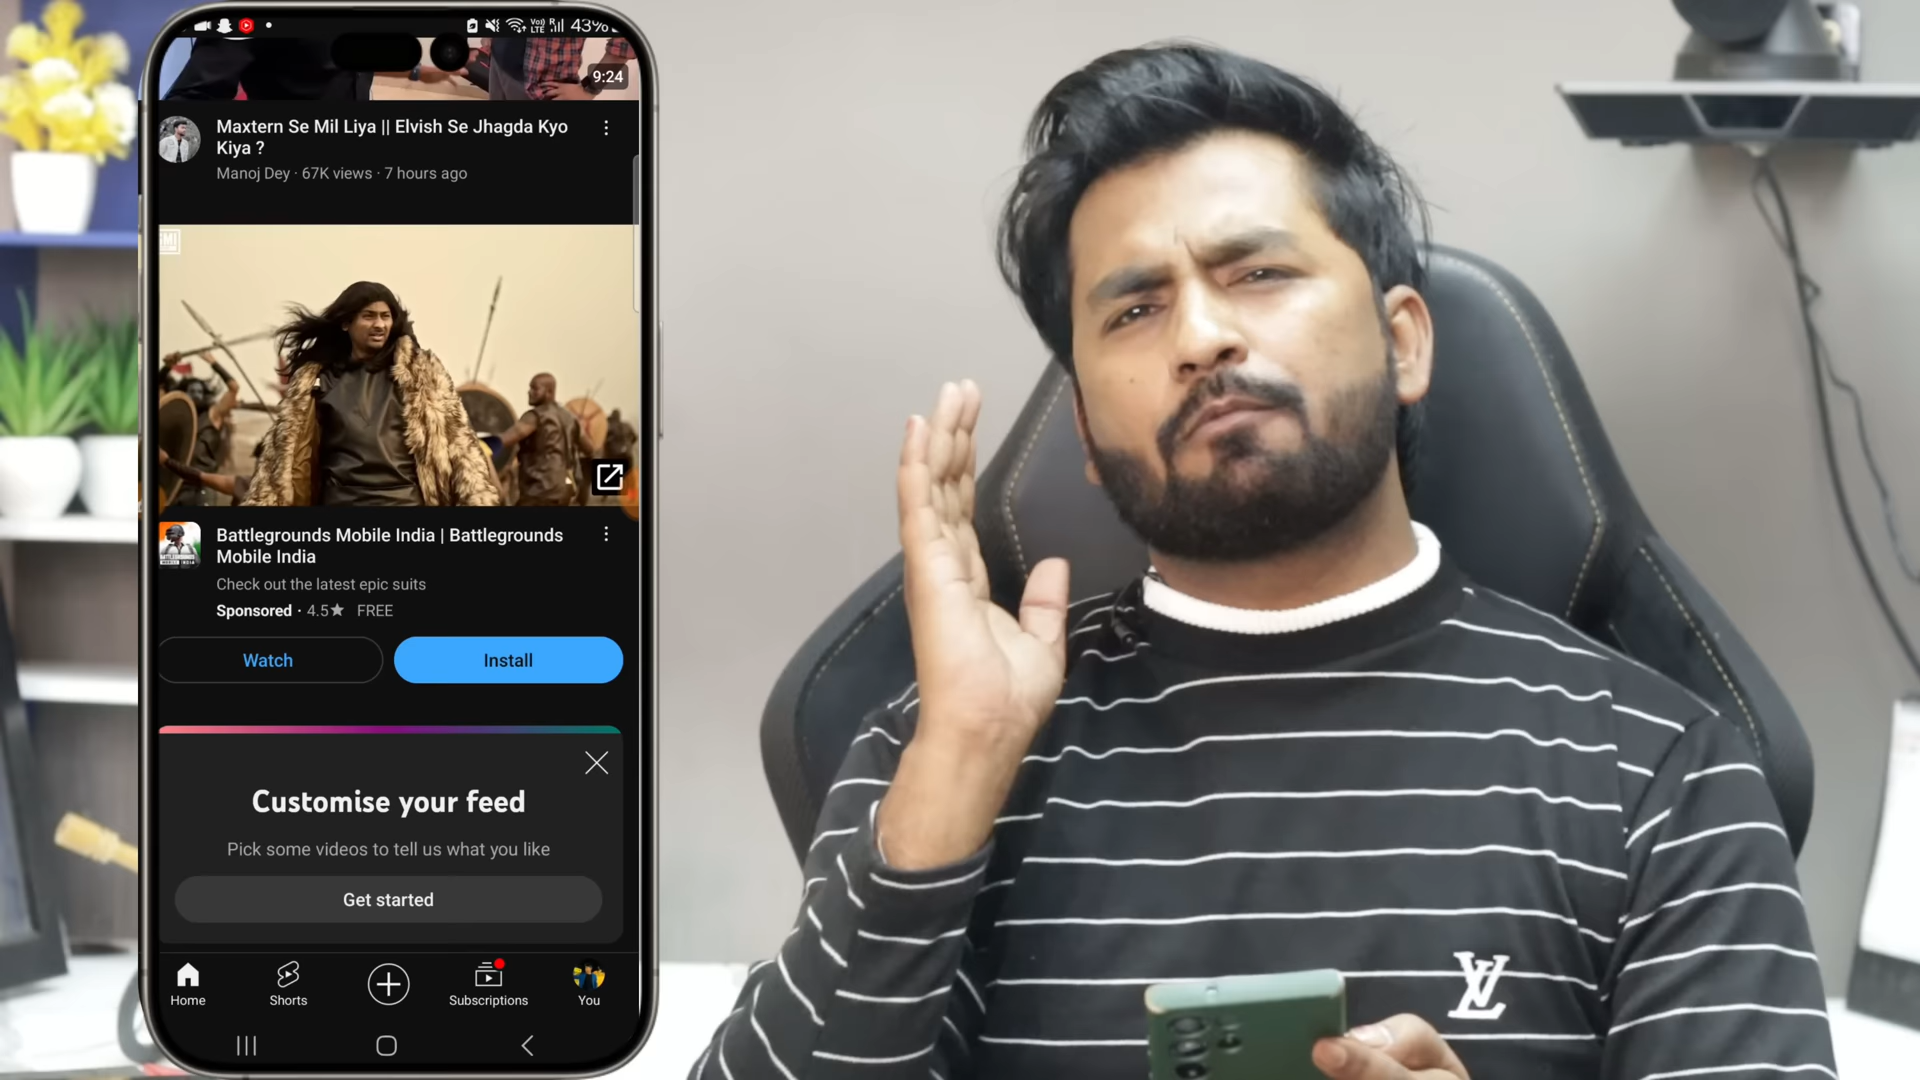 43%
9:24
Maxtern Se Mil Liya || Elvish Se Jhagda Kyo
Kiya ?
Manoj Dey · 67K views · 7 hours ago
Battlegrounds Mobile India | Battlegrounds
Mobile India
Check out the latest epic suits
Sponsored · 4.5★ FREE
Watch
Install
Customise your feed
Pick some videos to tell us what you like
Get started
Home
Shorts
Subscriptions
You
LV